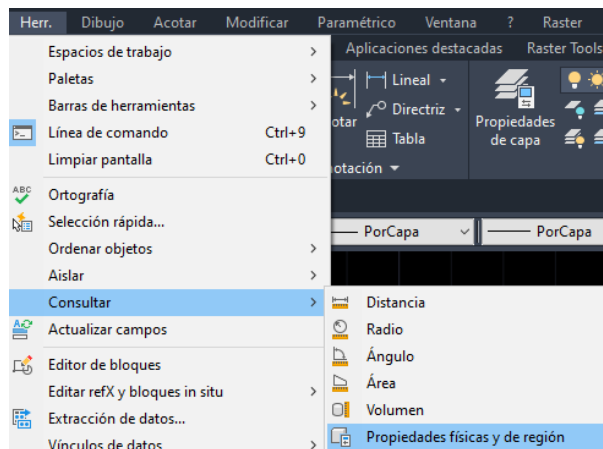 Herr. Dibujo Acotar Modificar Paramétrico Ventana ? Raster
Aplicaciones destacadas Raster Tools
Espacios de trabajo
Paletas
Barras de herramientas
Línea de comando Ctrl+9
Limpiar pantalla Ctrl+0
ABC Ortografía
Selección rápida...
Ordenar objetos
Aislar
Consultar
Actualizar campos
Editor de bloques
Editar refX y bloques in situ
Extracción de datos...
Vínculos de datos
Lineal
Directriz
Tabla
Propiedades
de capa
PorCapa PorCapa
Distancia
Radio
Ángulo
Área
Volumen
Propiedades físicas y de región